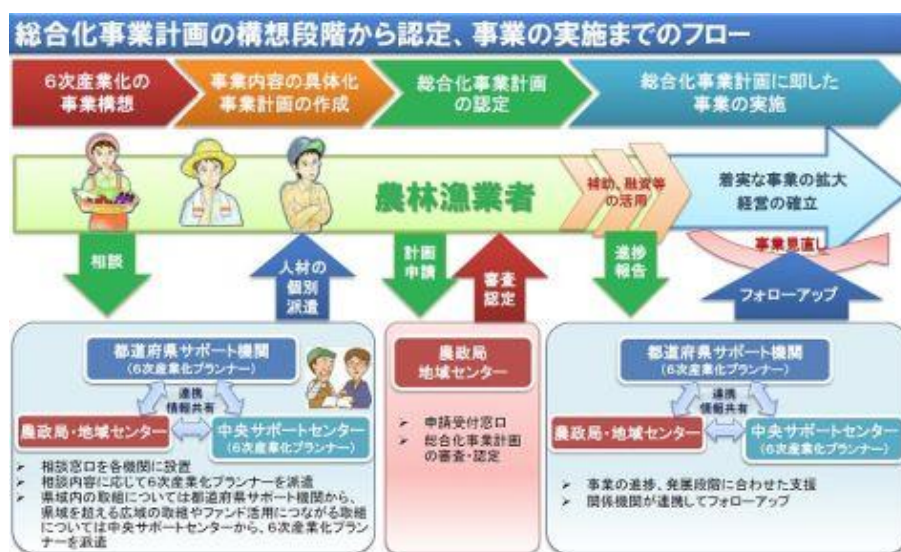 総合化事業計画の構想段階から認定、事業の実施までのフロー
6次産業化の
事業構想
事業内容の具体化
事業計画の作成
総合化事業計画
の認定
総合化事業計画に即した
事業の実施
農林漁業者
補助、融資等
の活用
着実な事業の拡大
経営の確立
事業見直し
相談
人材の
個別
派遣
計画
申請
審査
認定
進捗
報告
フォローアップ
都道府県サポート機関
(6次産業化プランナー)
連携
情報共有
農政局・地域センター
中央サポートセンター
(6次産業化プランナー)
➢ 相談窓口を各機関に設置
➢ 相談内容に応じて6次産業化プランナーを派遣
➢ 県域内の取組については都道府県サポート機関から、
県域を超える広域の取組やファンド活用につながる取組
については中央サポートセンターから、6次産業化プラン
ナーを派遣
農政局
地域センター
➢ 申請受付窓口
➢ 総合化事業計画
の審査・認定
都道府県サポート機関
(6次産業化プランナー)
連携
情報共有
農政局・地域センター
中央サポートセンター
(6次産業化プランナー)
➢ 事業の進捗、発展段階に合わせた支援
➢ 関係機関が連携してフォローアップ